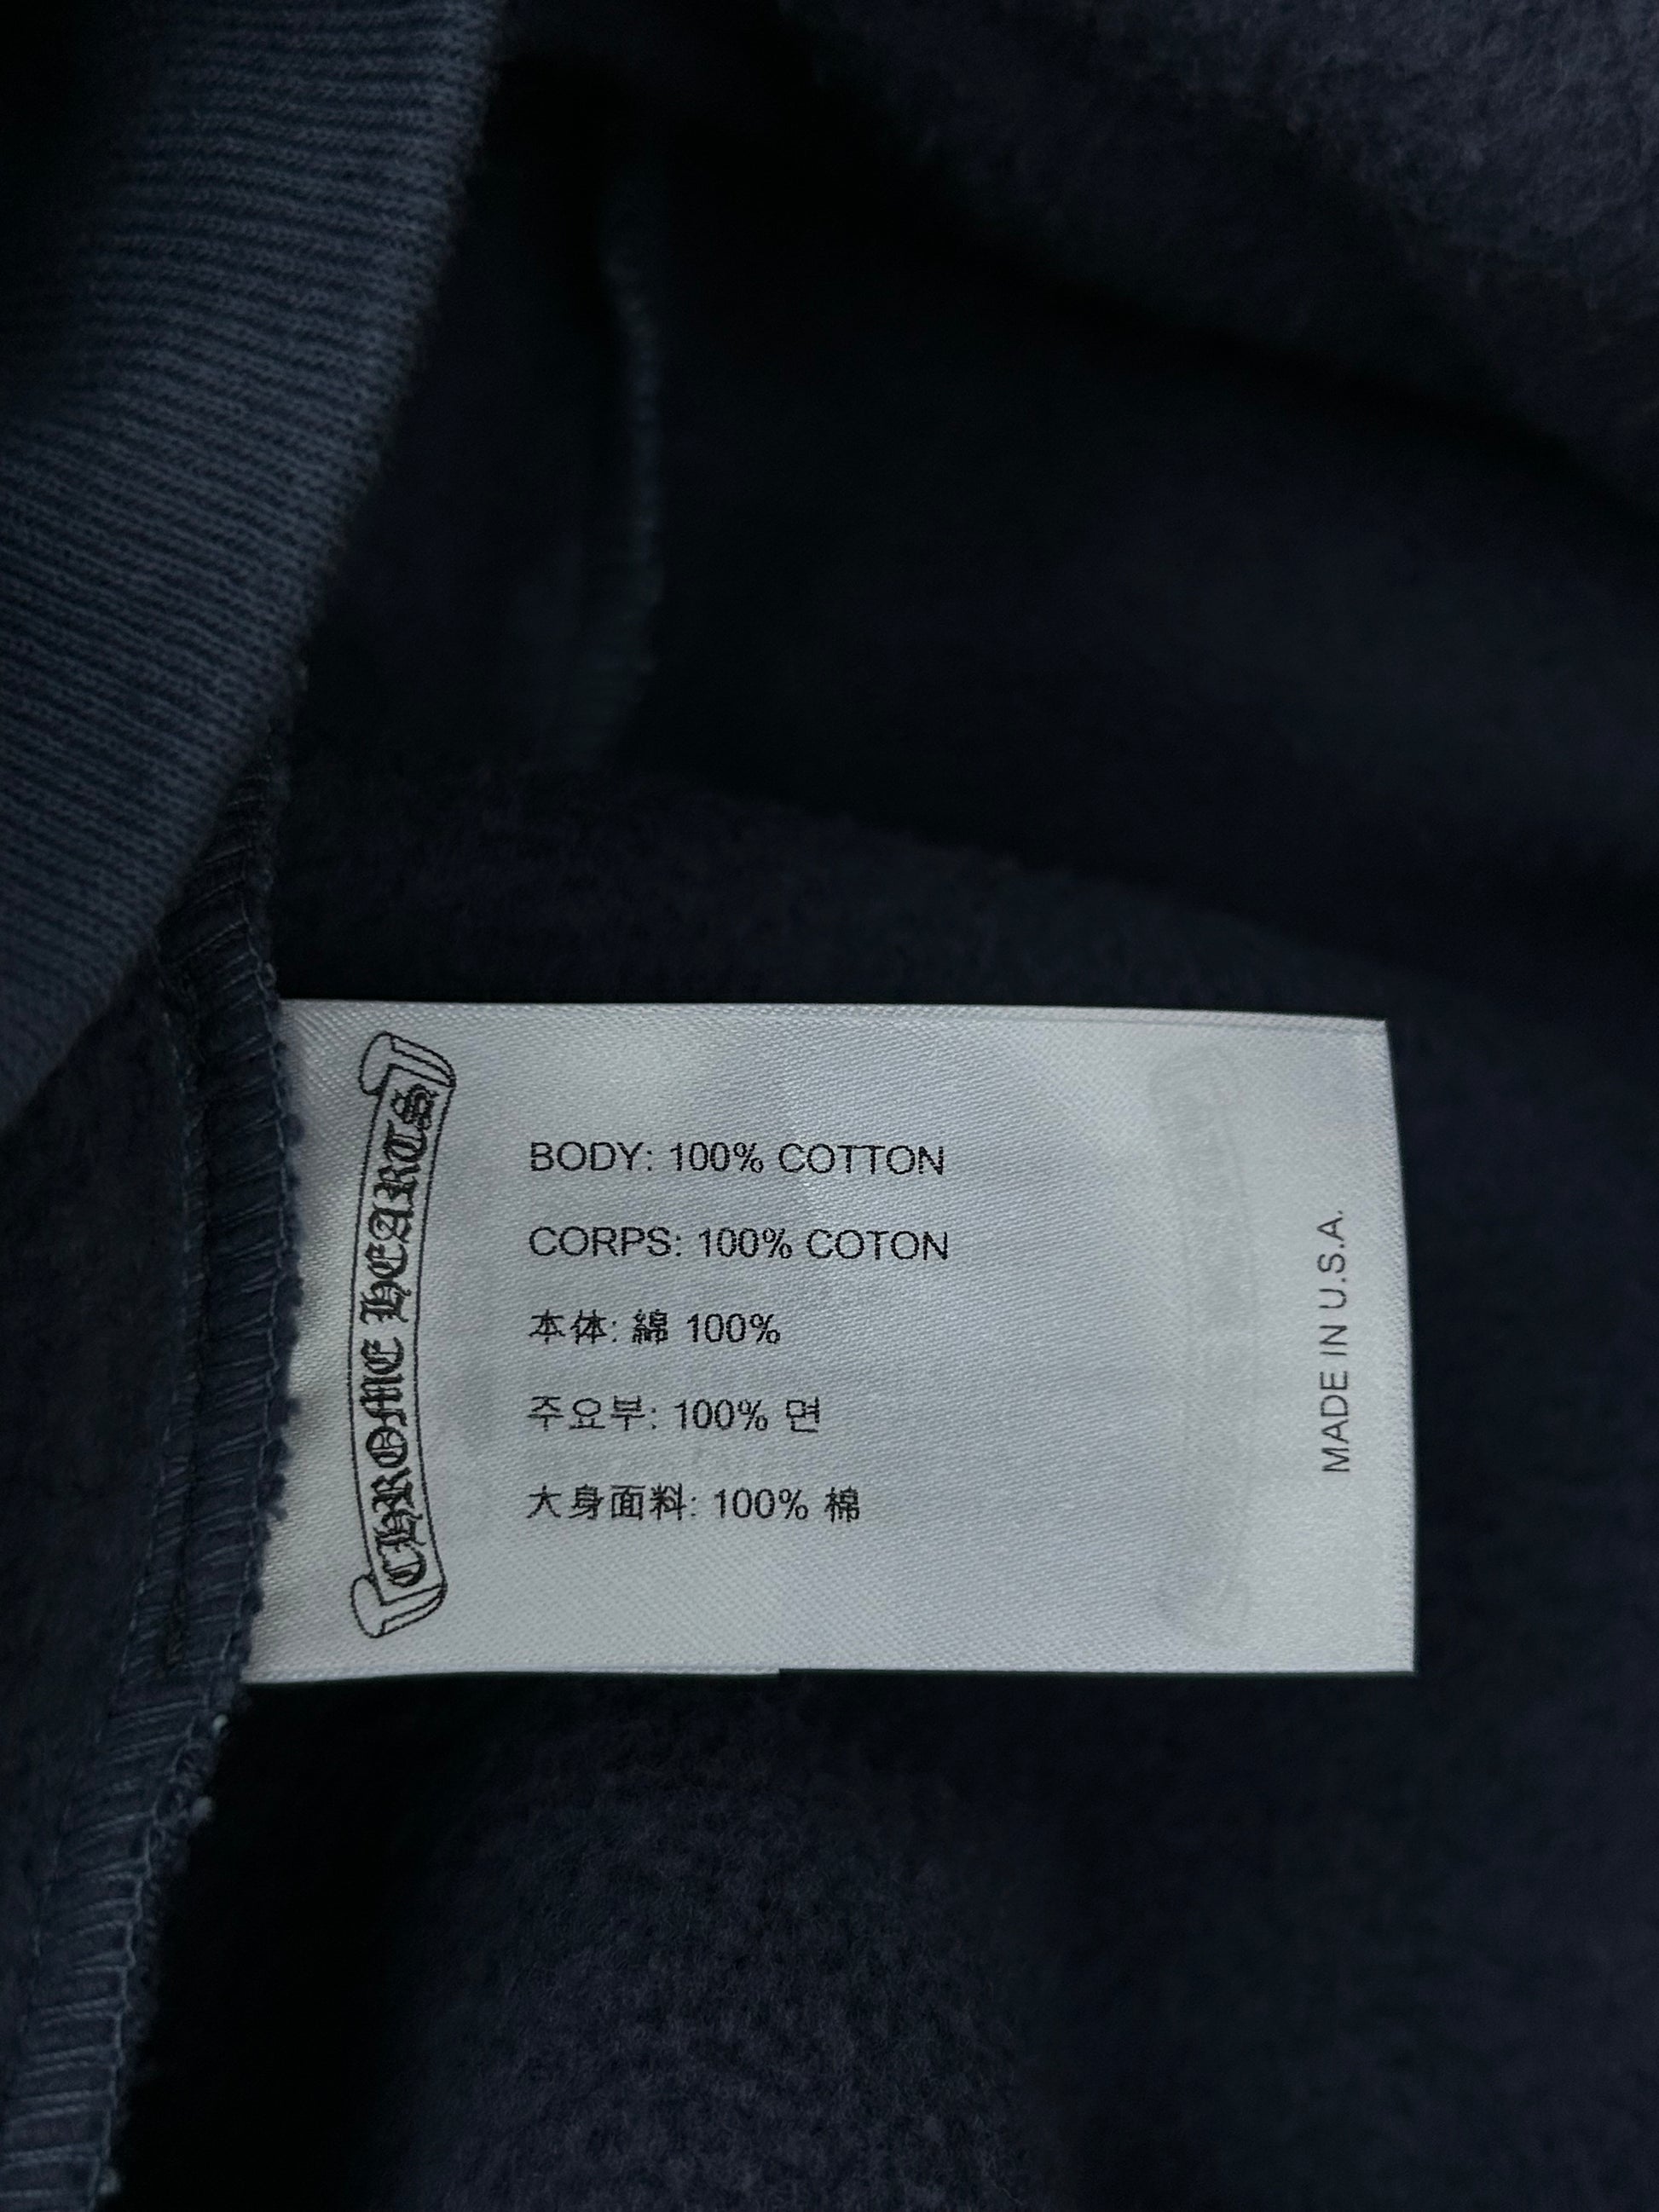 CHROME HEARTS
BODY: 100% COTTON
CORPS: 100% COTON
本体: 綿 100%
주요부: 100% 면
大身面料: 100% 棉
MADE IN U.S.A.